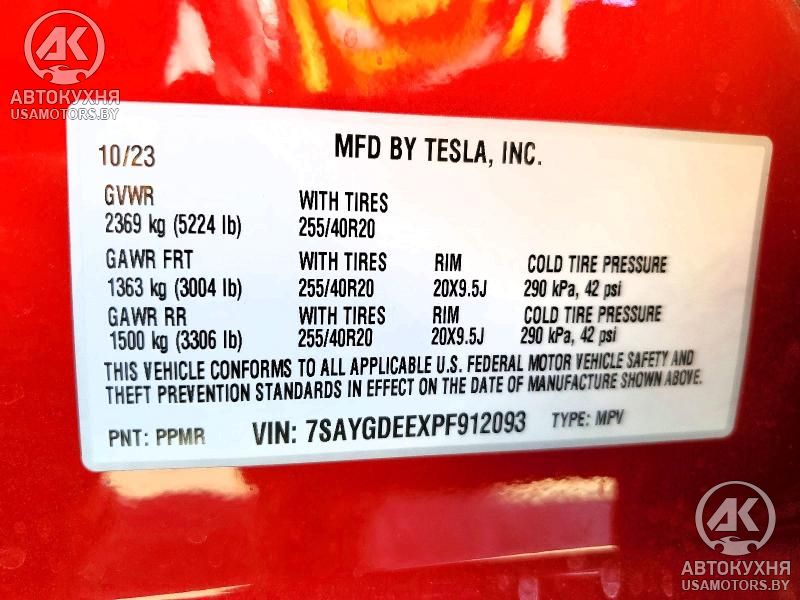 AK
АВТОКУХНЯ
USAMOTORS.BY
10/23 MFD BY TESLA, INC.
GVWR WITH TIRES
2369 kg (5224 lb) 255/40R20
GAWR FRT WITH TIRES RIM COLD TIRE PRESSURE
1363 kg (3004 lb) 255/40R20 20X9.5J 290 kPa, 42 psi
GAWR RR WITH TIRES RIM COLD TIRE PRESSURE
1500 kg (3306 lb) 255/40R20 20X9.5J 290 kPa, 42 psi
THIS VEHICLE CONFORMS TO ALL APPLICABLE U.S. FEDERAL MOTOR VEHICLE SAFETY AND
THEFT PREVENTION STANDARDS IN EFFECT ON THE DATE OF MANUFACTURE SHOWN ABOVE.
PNT: PPMR VIN: 7SAYGDEEXPF912093 TYPE: MPV
AK
АВТОКУХНЯ
USAMOTORS.BY